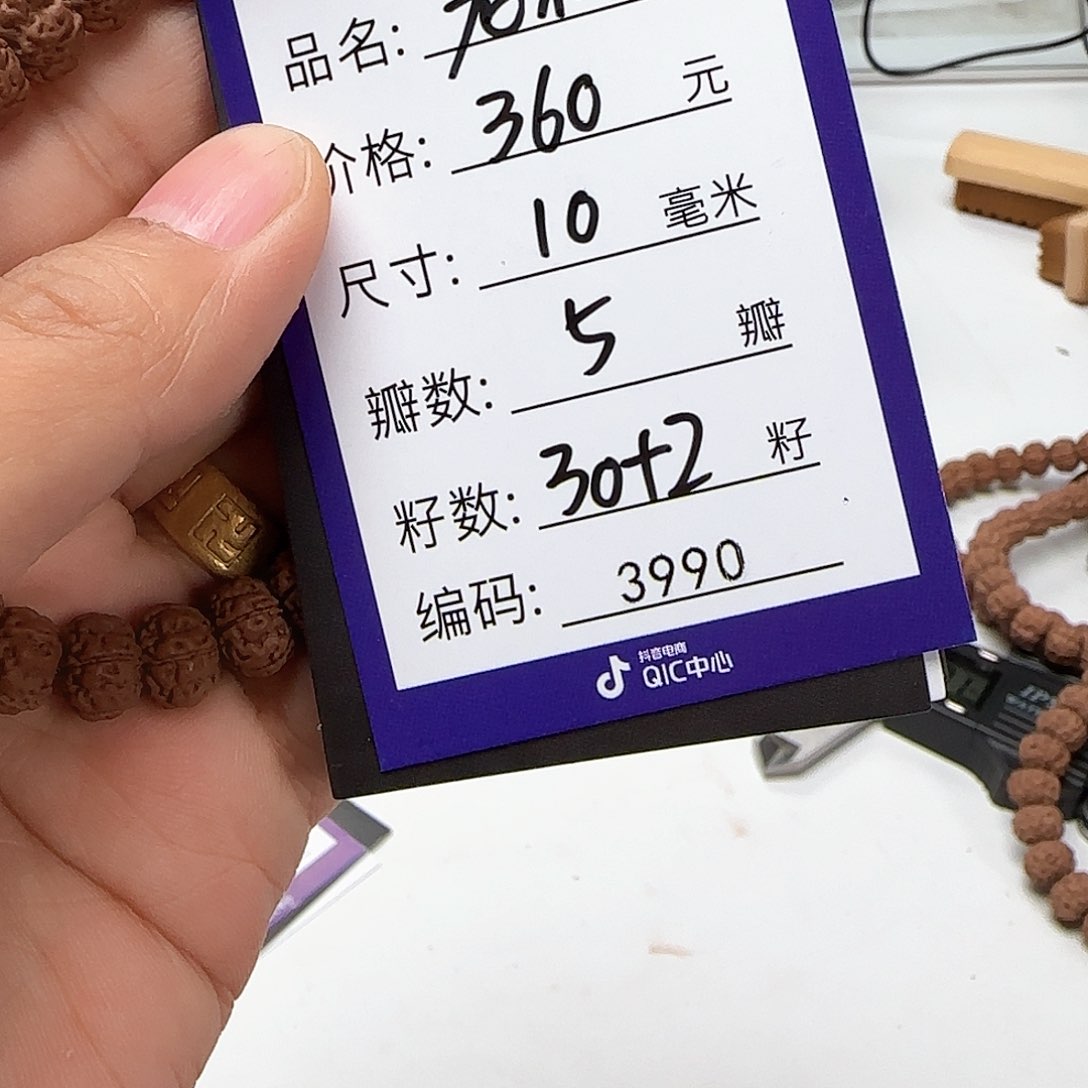 品名:
价格: 360 元
尺寸: 10 毫米
瓣数: 5 瓣
籽数: 30+2 籽
编码: 3990
抖音电商
QIC中心